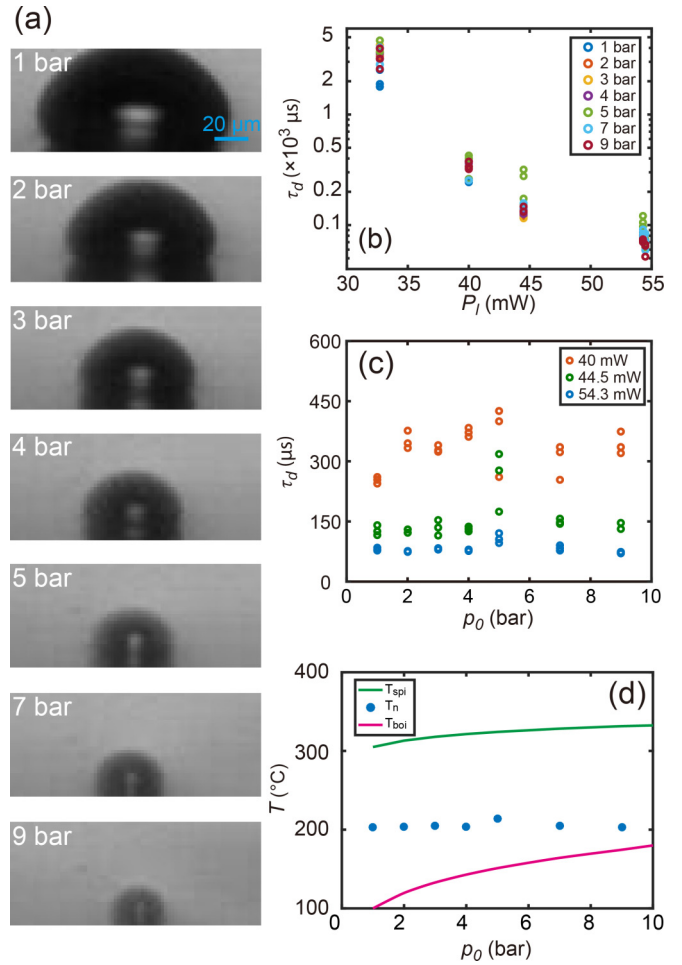 (a)
1 bar
20 μm
2 bar
3 bar
4 bar
5 bar
7 bar
9 bar
5
2
1
0.5
0.2
0.1
τd (×10³ μs)
1 bar
2 bar
3 bar
4 bar
5 bar
7 bar
9 bar
(b)
30 35 40 45 50 55
Pl (mW)
600
450
300
150
0
τd (μs)
(c)
40 mW
44.5 mW
54.3 mW
0 2 4 6 8 10
p0 (bar)
400
300
200
100
T (°C)
Tspi
Tn
Tboi
(d)
0 2 4 6 8 10
p0 (bar)